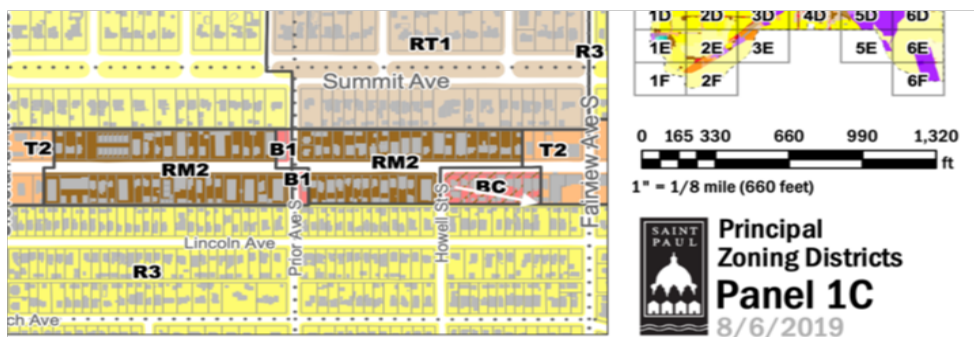 RT1
R3
Summit Ave
T2
B1
RM2
T2
RM2
B1
BC
Fairview Ave S
Howell St S
Prior Ave S
Lincoln Ave
R3
ch Ave
1D 2D 3D 4D 5D 6D
1E 2E 3E 5E 6E
1F 2F 6F
0 165 330 660 990 1,320
ft
1" = 1/8 mile (660 feet)
SAINT
PAUL
Principal
Zoning Districts
Panel 1C
8/6/2019